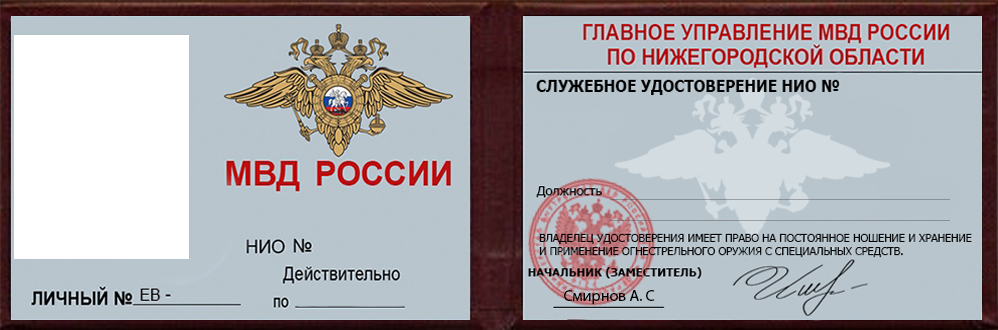 МВД РОССИИ
НИО №
Действительно
ЛИЧНЫЙ № ЕВ -
по
ГЛАВНОЕ УПРАВЛЕНИЕ МВД РОССИИ
ПО НИЖЕГОРОДСКОЙ ОБЛАСТИ
СЛУЖЕБНОЕ УДОСТОВЕРЕНИЕ НИО №
Должность
ВЛАДЕЛЕЦ УДОСТОВЕРЕНИЯ ИМЕЕТ ПРАВО НА ПОСТОЯННОЕ НОШЕНИЕ И ХРАНЕНИЕ
И ПРИМЕНЕНИЕ ОГНЕСТРЕЛЬНОГО ОРУЖИЯ С СПЕЦИАЛЬНЫХ СРЕДСТВ.
НАЧАЛЬНИК (ЗАМЕСТИТЕЛЬ)
Смирнов А. С